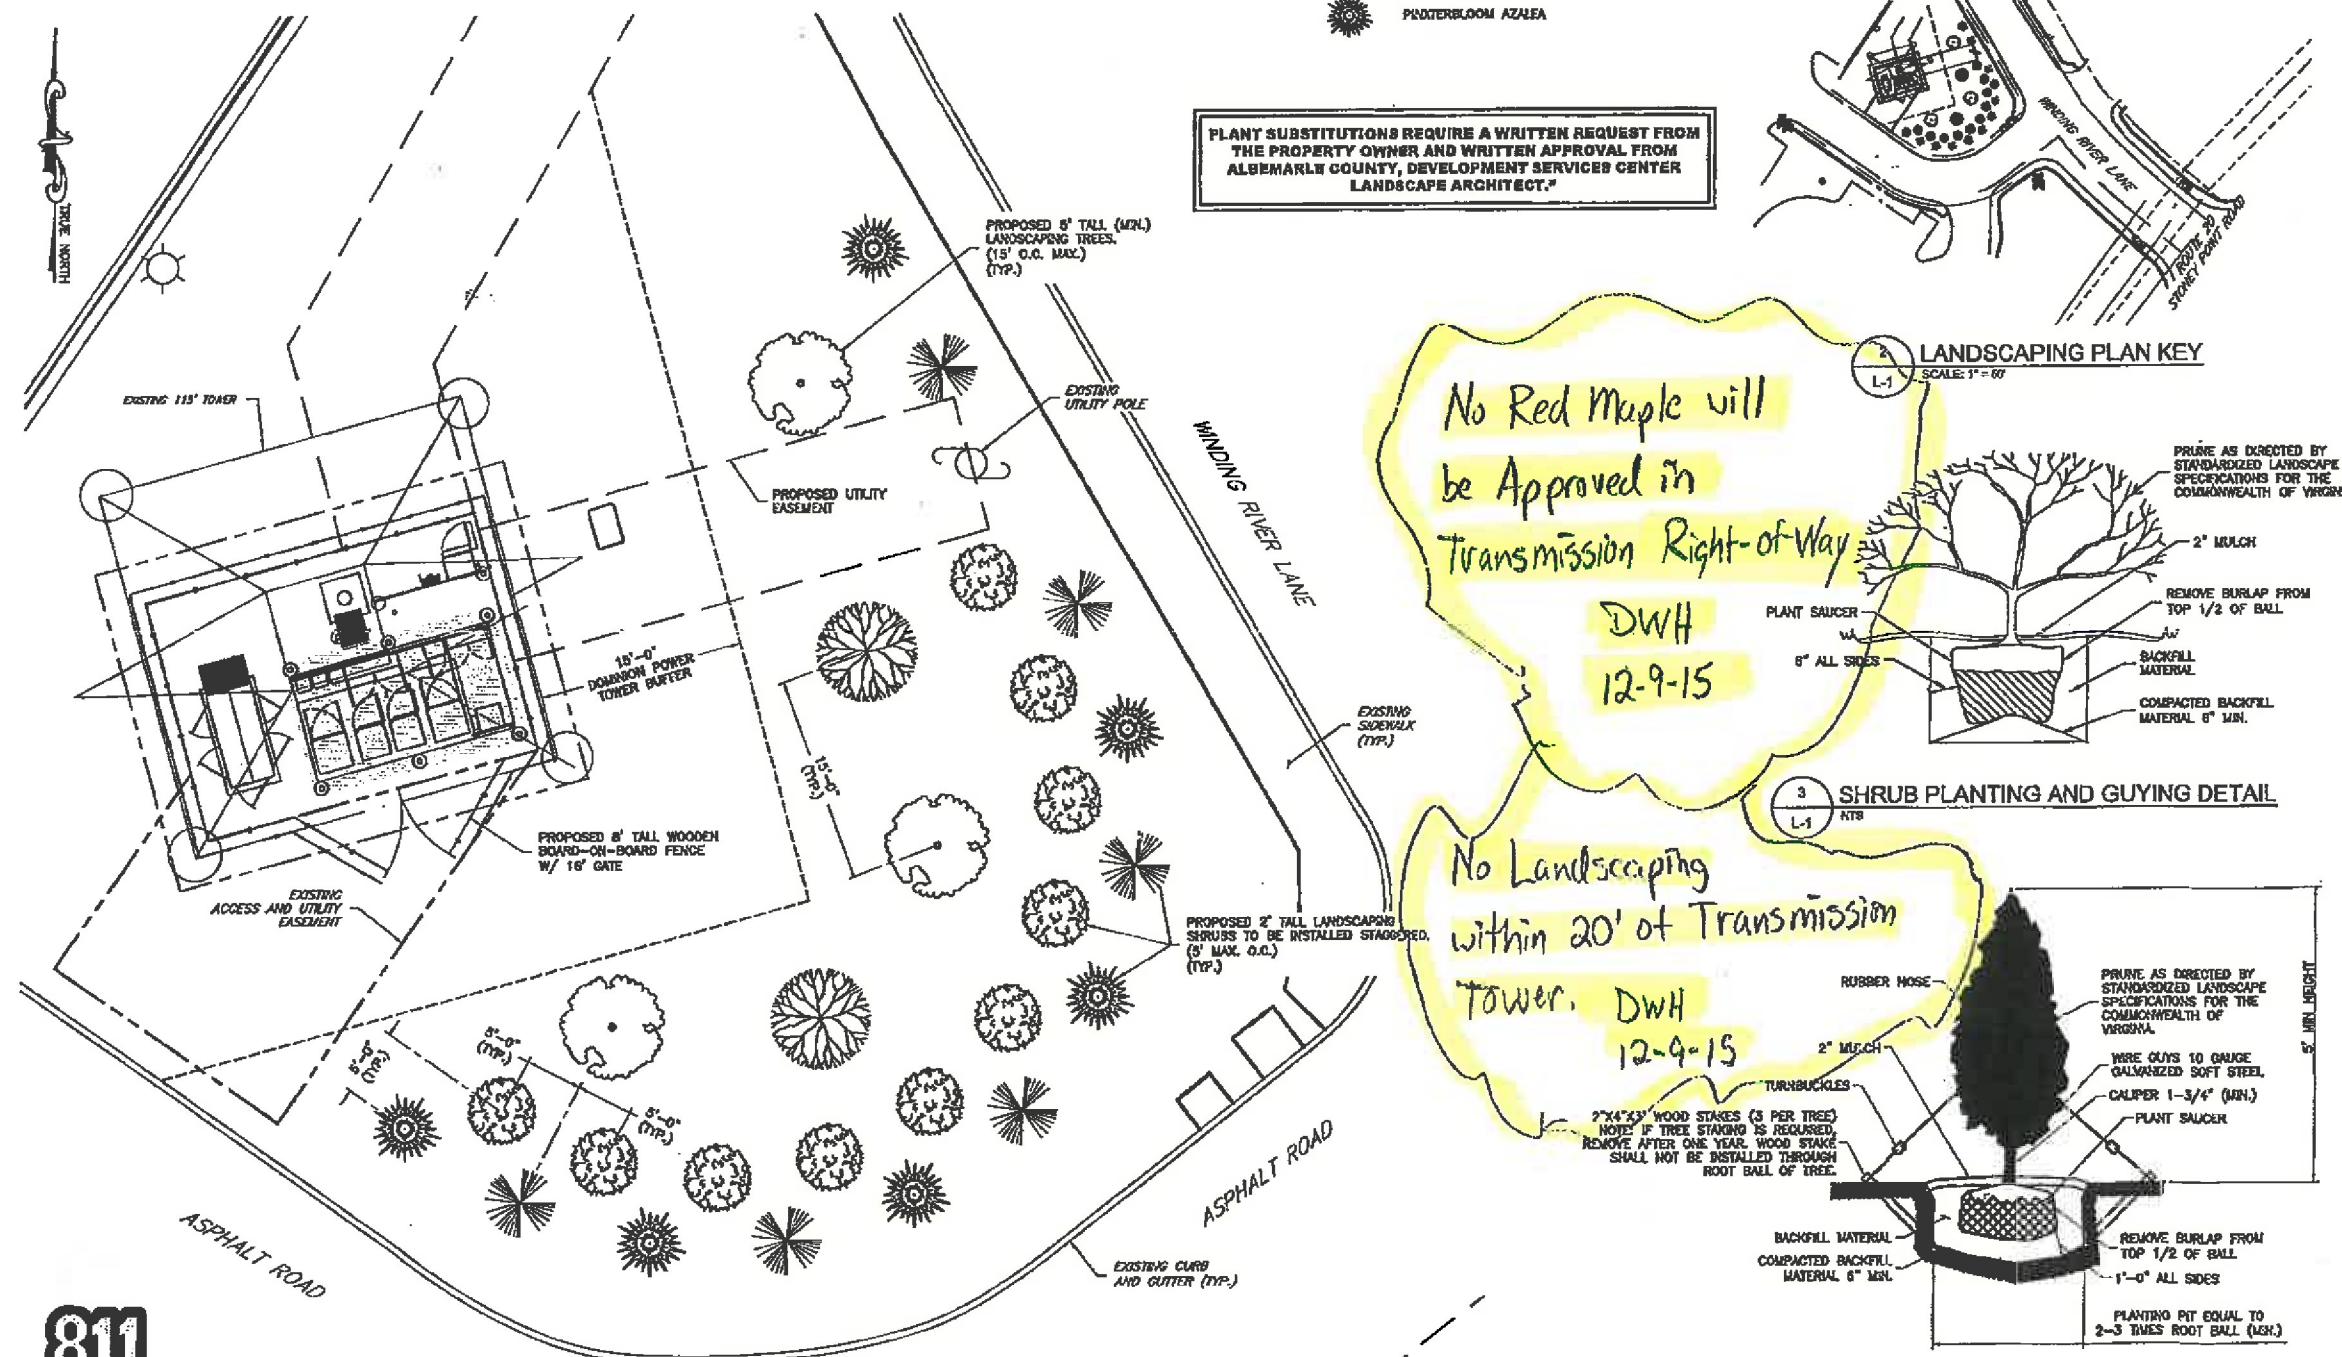 PINXTERBLOOM AZALEA
PLANT SUBSTITUTIONS REQUIRE A WRITTEN REQUEST FROM
THE PROPERTY OWNER AND WRITTEN APPROVAL FROM
ALBEMARLE COUNTY, DEVELOPMENT SERVICES CENTER
LANDSCAPE ARCHITECT."
WINDING RIVER LANE
ROUTE 20
STONEY POINT ROAD
TRUE NORTH
PROPOSED 5' TALL (MIN.)
LANDSCAPING TREES.
(15' O.C. MAX.)
(TYP.)
2
L-1
LANDSCAPING PLAN KEY
SCALE: 1" = 60'
EXISTING 115' TOWER
EXISTING
UTILITY POLE
PROPOSED UTILITY
EASEMENT
WINDING RIVER LANE
No Red Maple will
be Approved in
Transmission Right-of-Way
DWH
12-9-15
PRUNE AS DIRECTED BY
STANDARDIZED LANDSCAPE
SPECIFICATIONS FOR THE
COMMONWEALTH OF VIRGIN
2" MULCH
REMOVE BURLAP FROM
TOP 1/2 OF BALL
PLANT SAUCER
6" ALL SIDES
BACKFILL
MATERIAL
COMPACTED BACKFILL
MATERIAL 6" MIN.
15'-0"
DOMINION POWER
TOWER BUFFER
EXISTING
SIDEWALK
(TYP.)
15'-0"
(TYP.)
3
L-1
SHRUB PLANTING AND GUYING DETAIL
NTS
PROPOSED 8' TALL WOODEN
BOARD-ON-BOARD FENCE
W/ 16' GATE
EXISTING
ACCESS AND UTILITY
EASEMENT
No Landscaping
within 20' of Transmission
Tower. DWH
12-9-15
PROPOSED 2' TALL LANDSCAPING
SHRUBS TO BE INSTALLED STAGGERED.
(5' MAX. O.C.)
(TYP.)
RUBBER HOSE
PRUNE AS DIRECTED BY
STANDARDIZED LANDSCAPE
SPECIFICATIONS FOR THE
COMMONWEALTH OF
VIRGINIA.
5' MIN HEIGHT
2" MULCH
WIRE GUYS 10 GAUGE
GALVANIZED SOFT STEEL
TURNBUCKLES
CALIPER 1-3/4" (MIN.)
PLANT SAUCER
2"X4"X3' WOOD STAKES (3 PER TREE)
NOTE: IF TREE STAKING IS REQUIRED,
REMOVE AFTER ONE YEAR. WOOD STAKE
SHALL NOT BE INSTALLED THROUGH
ROOT BALL OF TREE.
5'-0"
(TYP.)
5'-0"
(TYP.)
5'-0"
(TYP.)
BACKFILL MATERIAL
COMPACTED BACKFILL
MATERIAL 6" MIN.
REMOVE BURLAP FROM
TOP 1/2 OF BALL
1'-0" ALL SIDES
PLANTING PIT EQUAL TO
2-3 TIMES ROOT BALL (MIN.)
ASPHALT ROAD
ASPHALT ROAD
EXISTING CURB
AND GUTTER (TYP.)
811